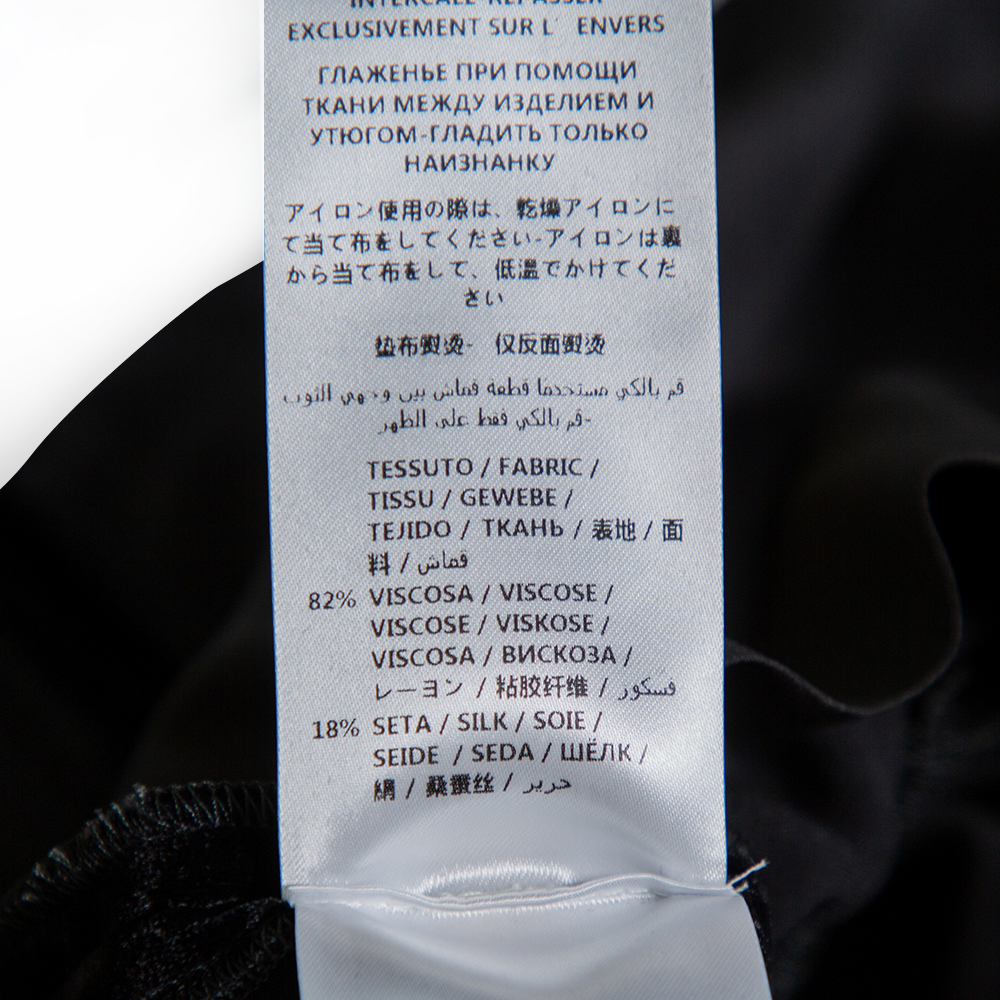 INTERCALÉ-REPASSER
EXCLUSIVEMENT SUR L' ENVERS
ГЛАЖЕНЬЕ ПРИ ПОМОЩИ
ТКАНИ МЕЖДУ ИЗДЕЛИЕМ И
УТЮГОМ-ГЛАДИТЬ ТОЛЬКО
НАИЗНАНКУ
アイロン使用の際は、乾燥アイロンに
て当て布をしてください-アイロンは裏
から当て布をして、低温でかけてくだ
さい
垫布熨烫- 仅反面熨烫
قم بالكي مستخدما قطعة قماش بين وجهي الثوب
-قم بالكي فقط على الظهر
TESSUTO / FABRIC /
TISSU / GEWEBE /
TEJIDO / ТКАНЬ / 表地 / 面
料 / قماش
82% VISCOSA / VISCOSE /
VISCOSE / VISKOSE /
VISCOSA / ВИСКОЗА /
レーヨン / 粘胶纤维 / فسكوز
18% SETA / SILK / SOIE /
SEIDE / SEDA / ШЁЛК /
絹 / 桑蚕丝 / حرير